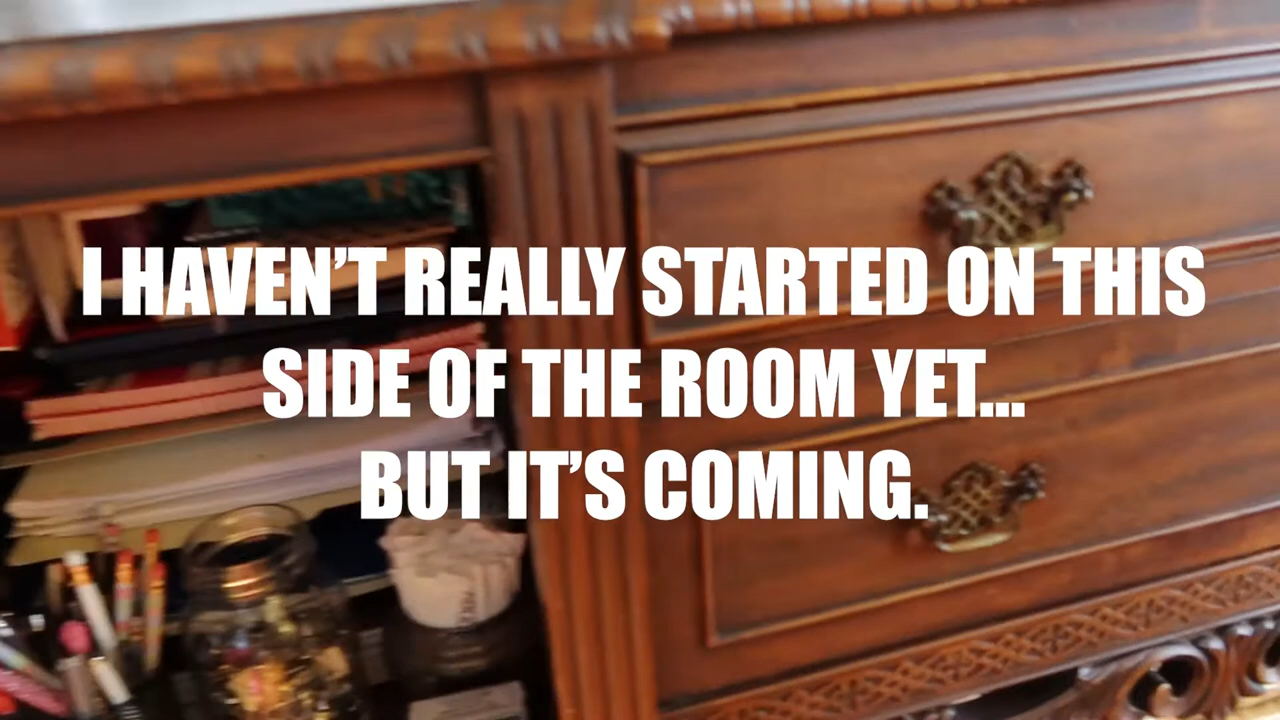 I HAVEN’T REALLY STARTED ON THIS
SIDE OF THE ROOM YET...
BUT IT’S COMING.